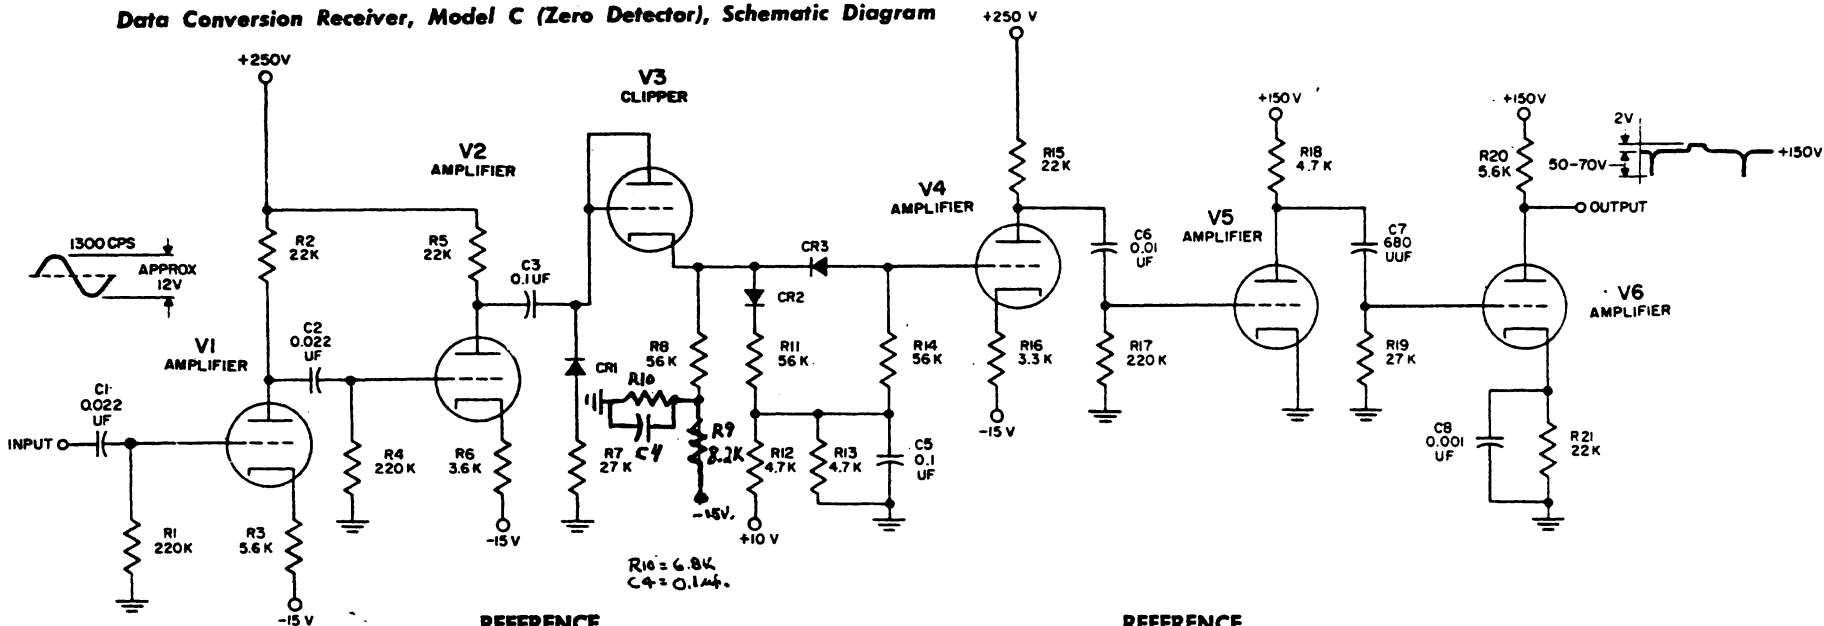 Data Conversion Receiver, Model C (Zero Detector), Schematic Diagram
+250 V
+250V
V3
CLIPPER
+150 V
+150V
2V
R15
22K
R18
4.7K
R20
5.6K
50-70V
+150V
V2
AMPLIFIER
V4
AMPLIFIER
OUTPUT
V5
AMPLIFIER
1300 CPS
APPROX
12V
R2
22K
R5
22K
C3
0.1UF
CR3
C6
0.01
UF
C7
680
UUF
CR2
V6
AMPLIFIER
V1
AMPLIFIER
C2
0.022
UF
CR1
R8
56K
R11
56K
R14
56K
R16
3.3K
R17
220K
R19
27K
R10
C1
0.022
UF
-15V
INPUT
R4
220K
R6
3.6K
R7
27K
C4
R9
8.2K
R12
4.7K
R13
4.7K
C5
0.1
UF
C8
0.001
UF
R21
22K
-15V.
R1
220K
R3
5.6K
-15V
+10V
R10 = 6.8K
C4 = 0.1uf.
-15V
REFERENCE
REFERENCE